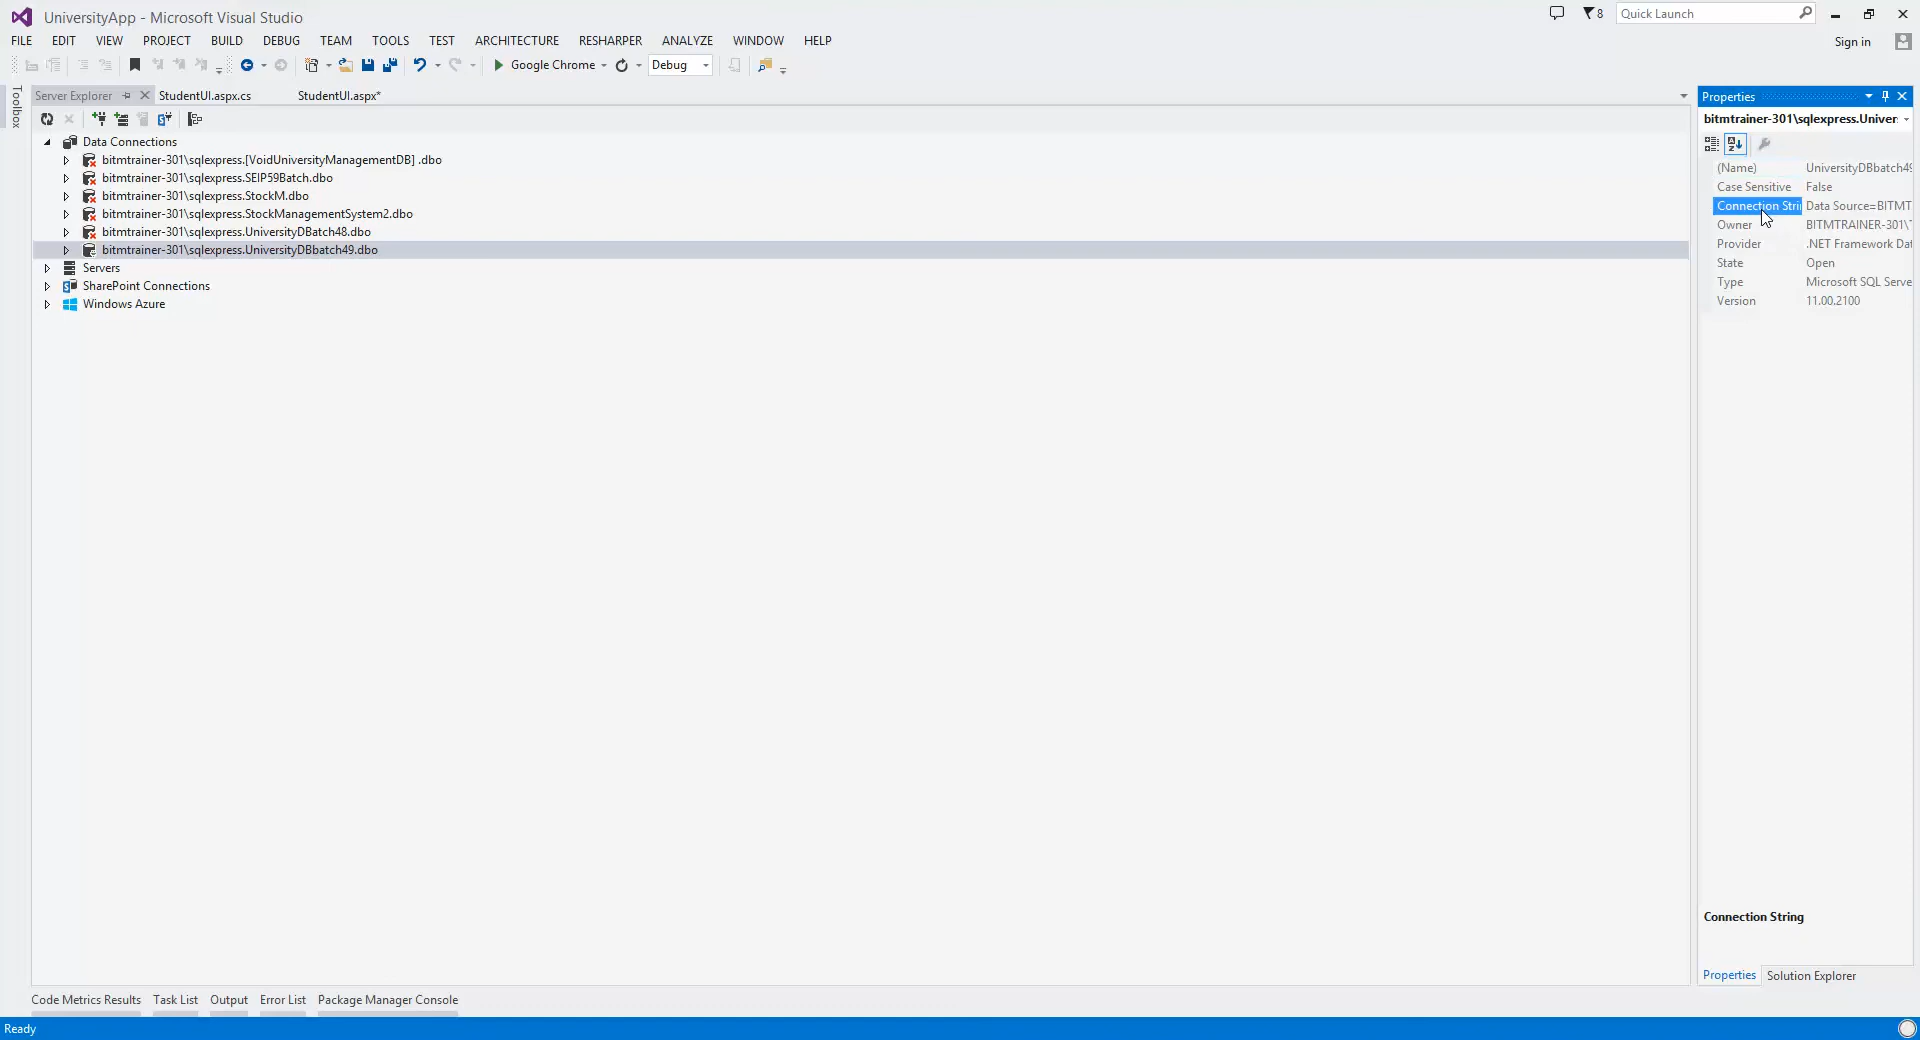 UniversityApp - Microsoft Visual Studio
8
Quick Launch
FILE EDIT VIEW PROJECT BUILD DEBUG TEAM TOOLS TEST ARCHITECTURE RESHARPER ANALYZE WINDOW HELP
Sign in
Google Chrome Debug
Toolbox
Server Explorer StudentUI.aspx.cs StudentUI.aspx*
Data Connections
bitmtrainer-301\sqlexpress.[VoidUniversityManagementDB] .dbo
bitmtrainer-301\sqlexpress.SEIP59Batch.dbo
bitmtrainer-301\sqlexpress.StockM.dbo
bitmtrainer-301\sqlexpress.StockManagementSystem2.dbo
bitmtrainer-301\sqlexpress.UniversityDBatch48.dbo
bitmtrainer-301\sqlexpress.UniversityDBbatch49.dbo
Servers
SharePoint Connections
Windows Azure
Properties
bitmtrainer-301\sqlexpress.Univer
(Name) UniversityDBbatch49
Case Sensitive False
Connection Stri Data Source=BITMT
Owner BITMTRAINER-301\
Provider .NET Framework Dat
State Open
Type Microsoft SQL Serve
Version 11.00.2100
Connection String
Properties Solution Explorer
Code Metrics Results Task List Output Error List Package Manager Console
Ready